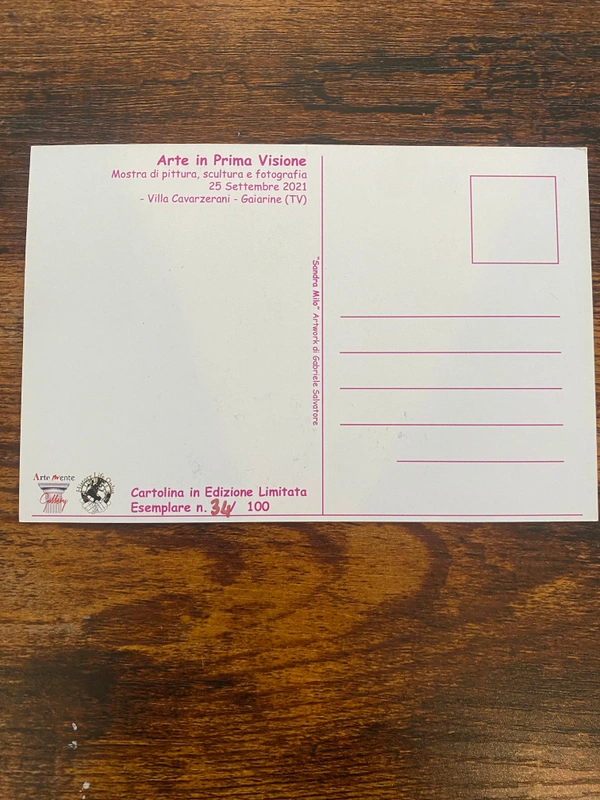 Arte in Prima Visione
Mostra di pittura, scultura e fotografia
25 Settembre 2021
- Villa Cavarzerani - Gaiarine (TV)
"Sandra Milo" Artwork di Gabriele Salvatore
Arte
Gallery
Cartolina in Edizione Limitata
Esemplare n. 34/ 100